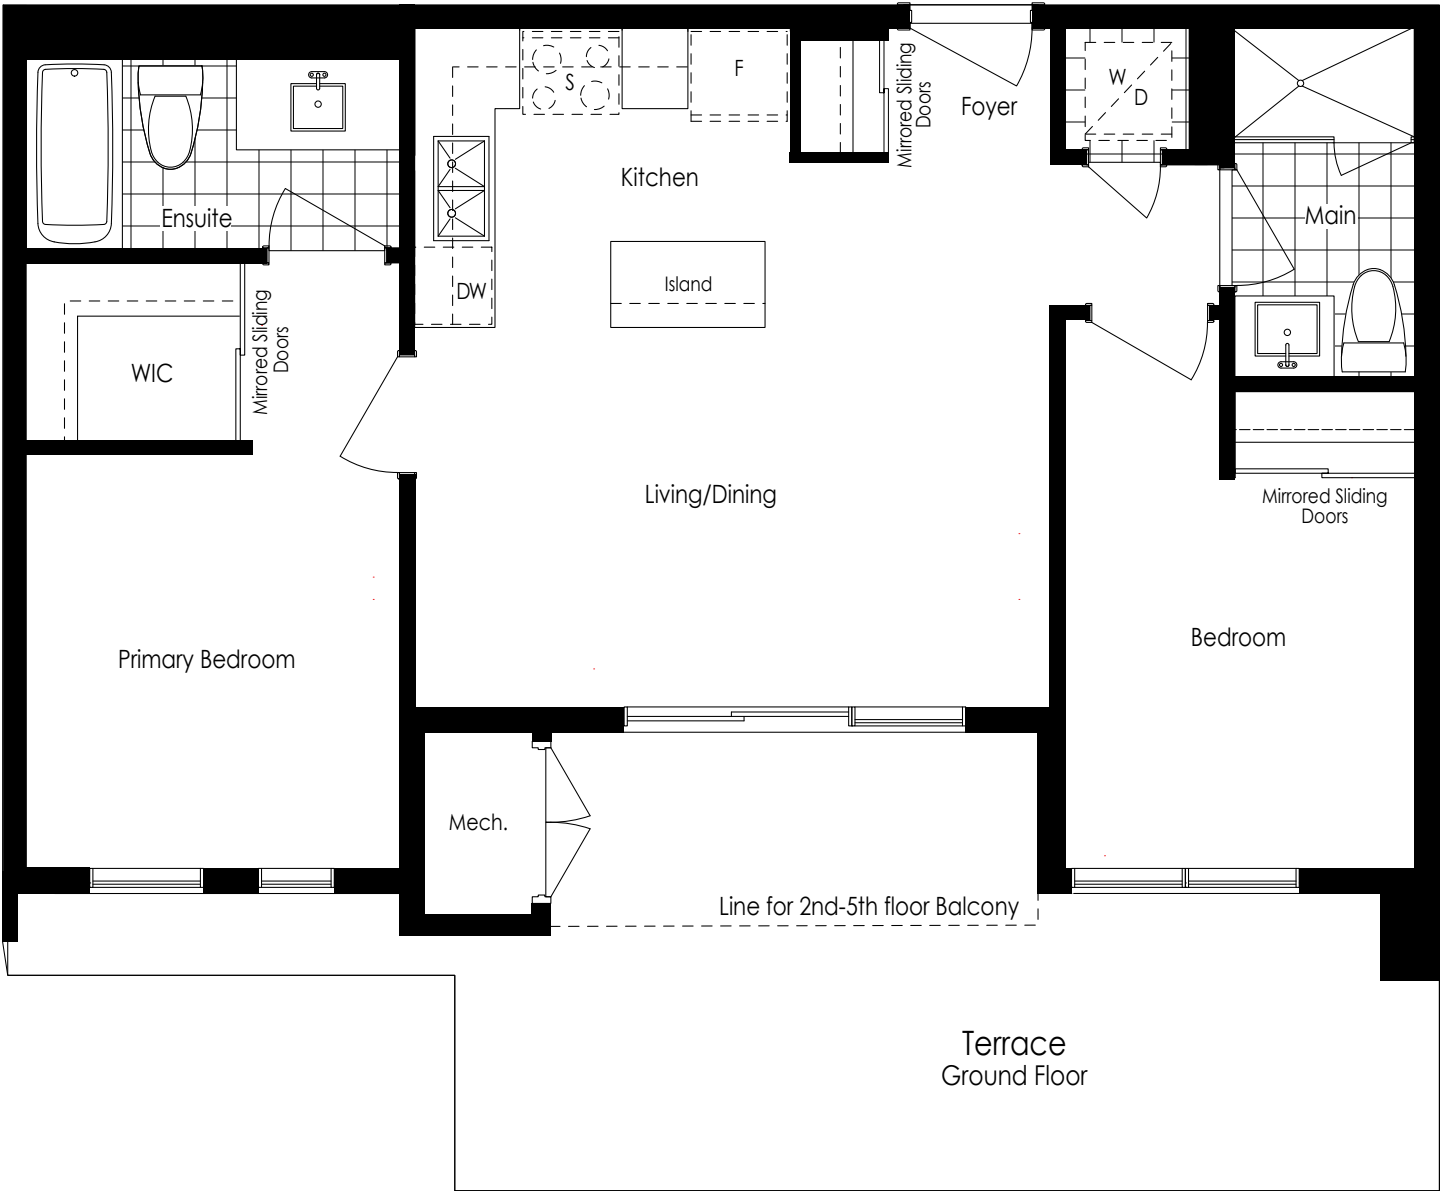 S
F
Mirrored Sliding
Doors
Foyer
W
D
Kitchen
Ensuite
Main
DW
Island
Mirrored Sliding
Doors
WIC
Living/Dining
Mirrored Sliding
Doors
Primary Bedroom
Bedroom
Mech.
Line for 2nd-5th floor Balcony
Terrace
Ground Floor